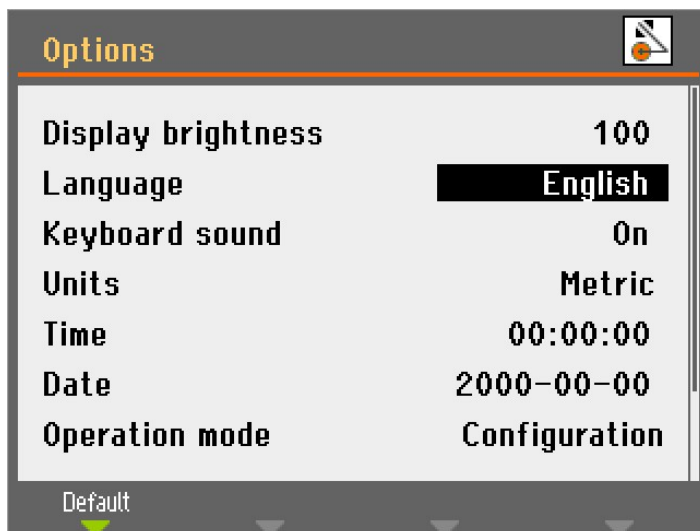 Options
Display brightness 100
Language English
Keyboard sound On
Units Metric
Time 00:00:00
Date 2000-00-00
Operation mode Configuration
Default